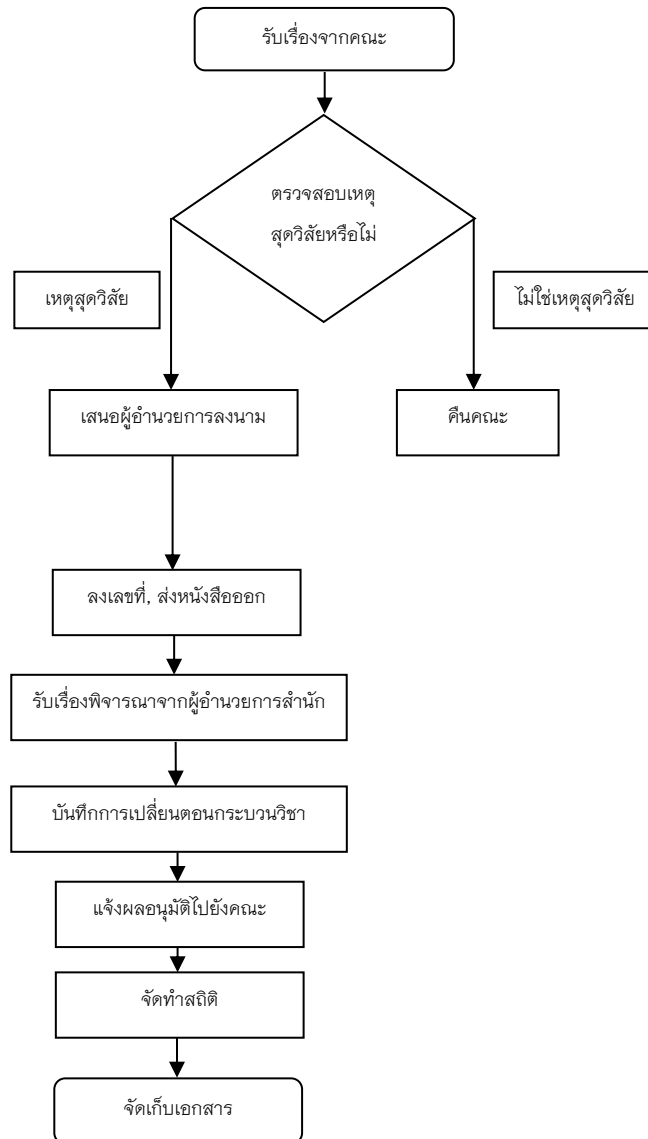 รับเรื่องจากคณะ
ตรวจสอบเหตุ
สุดวิสัยหรือไม่
เหตุสุดวิสัย
ไม่ใช่เหตุสุดวิสัย
เสนอผู้อำนวยการลงนาม
คืนคณะ
ลงเลขที่, ส่งหนังสือออก
รับเรื่องพิจารณาจากผู้อำนวยการสำนัก
บันทึกการเปลี่ยนตอนกระบวนวิชา
แจ้งผลอนุมัติไปยังคณะ
จัดทำสถิติ
จัดเก็บเอกสาร